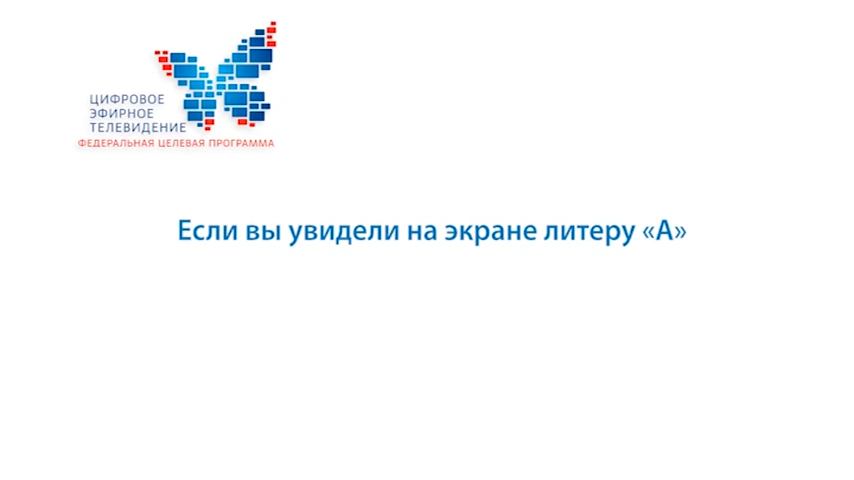 ЦИФРОВОЕ
ЭФИРНОЕ
ТЕЛЕВИДЕНИЕ
ФЕДЕРАЛЬНАЯ ЦЕЛЕВАЯ ПРОГРАММА
Если вы увидели на экране литеру «А»